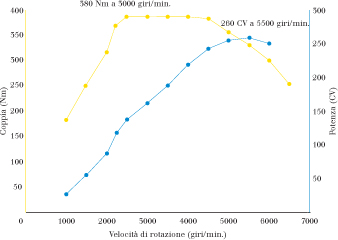 580 Nm a 5000 giri/min.
260 CV a 5500 giri/min.
400
350
300
250
200
150
100
50
0
Coppia (Nm)
500
250
200
150
100
50
Potenza (CV)
1000 2000 3000 4000 5000 6000 7000
Velocità di rotazione (giri/min.)